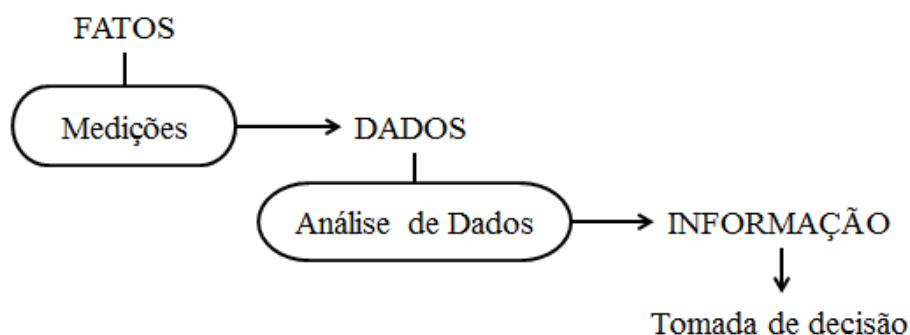 FATOS
Medições
DADOS
Análise de Dados
INFORMAÇÃO
Tomada de decisão